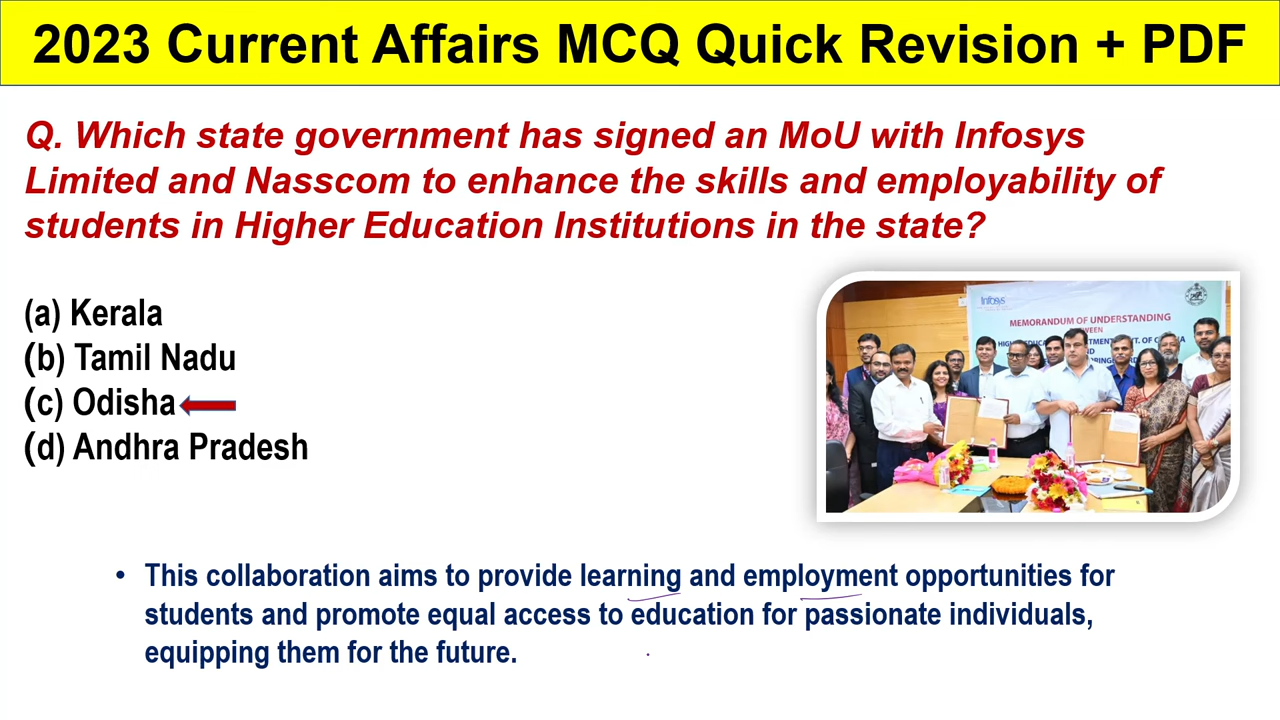 2023 Current Affairs MCQ Quick Revision + PDF
Q. Which state government has signed an MoU with Infosys
Limited and Nasscom to enhance the skills and employability of
students in Higher Education Institutions in the state?
(a) Kerala
(b) Tamil Nadu
(c) Odisha
(d) Andhra Pradesh
Infosys
MEMORANDUM OF UNDERSTANDING
• This collaboration aims to provide learning and employment opportunities for
students and promote equal access to education for passionate individuals,
equipping them for the future.